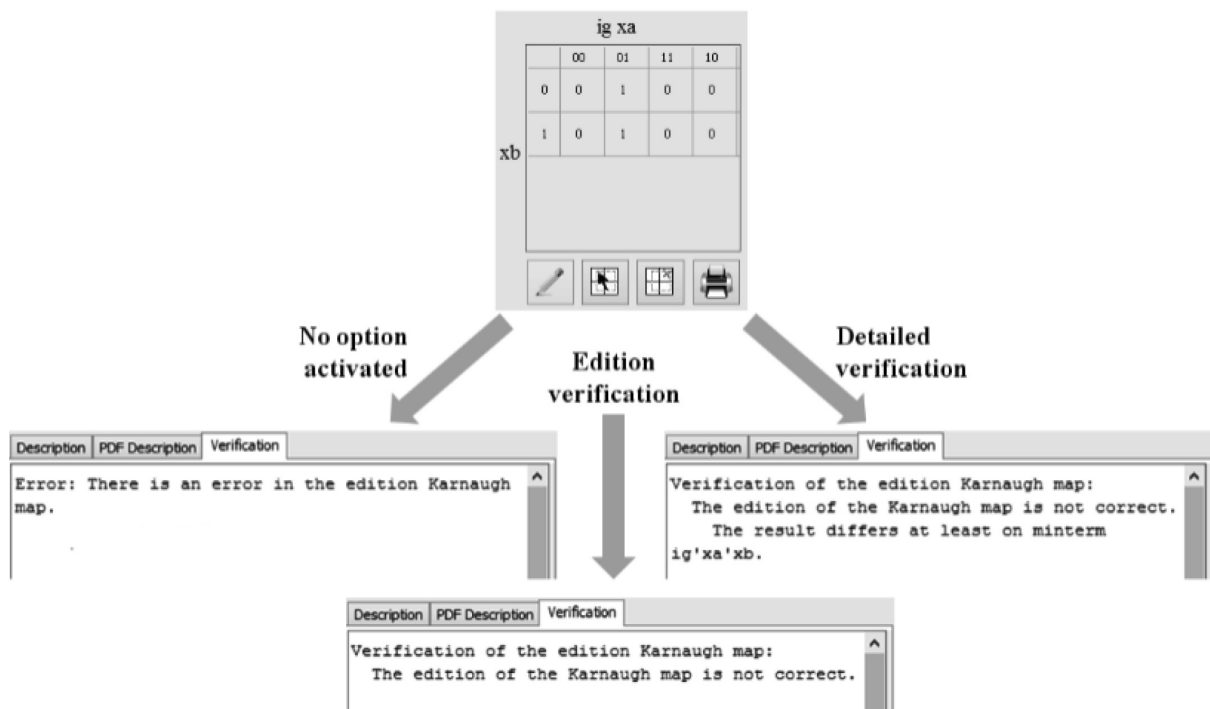 ig xa
00 01 11 10
0 0 1 0 0
1 0 1 0 0
xb
No option
activated
Edition
verification
Detailed
verification
Description PDF Description Verification
Error: There is an error in the edition Karnaugh
map.
Description PDF Description Verification
Verification of the edition Karnaugh map:
The edition of the Karnaugh map is not correct.
The result differs at least on minterm
ig'xa'xb.
Description PDF Description Verification
Verification of the edition Karnaugh map:
The edition of the Karnaugh map is not correct.